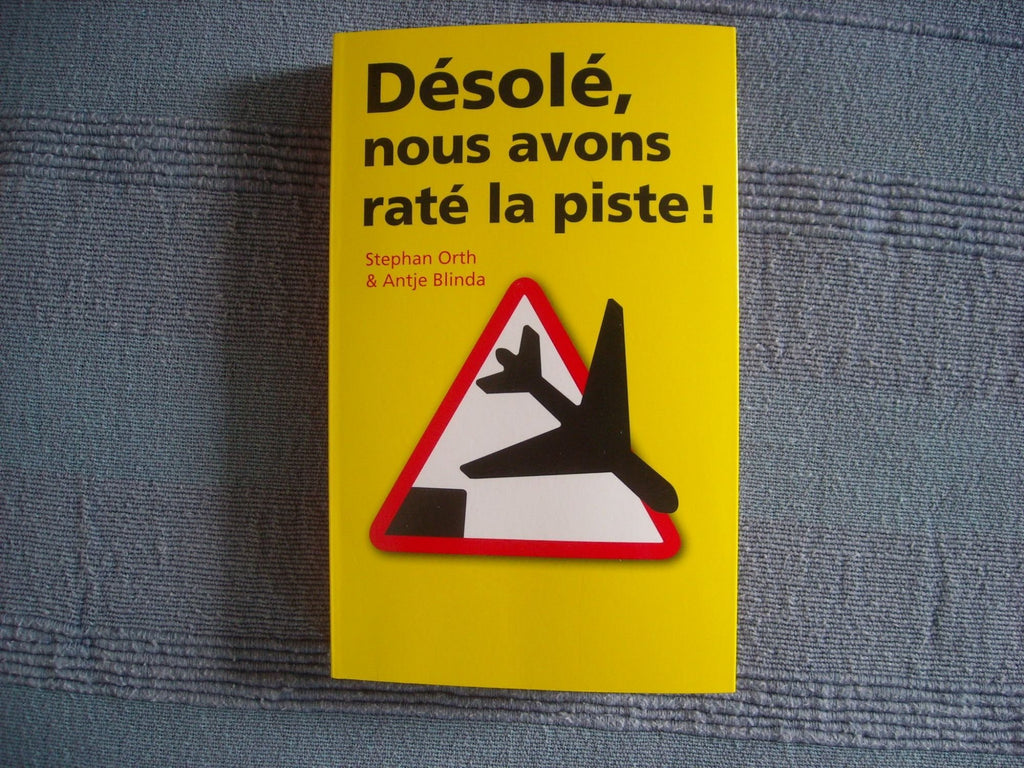 Désolé,
nous avons
raté la piste !
Stephan Orth
& Antje Blinda